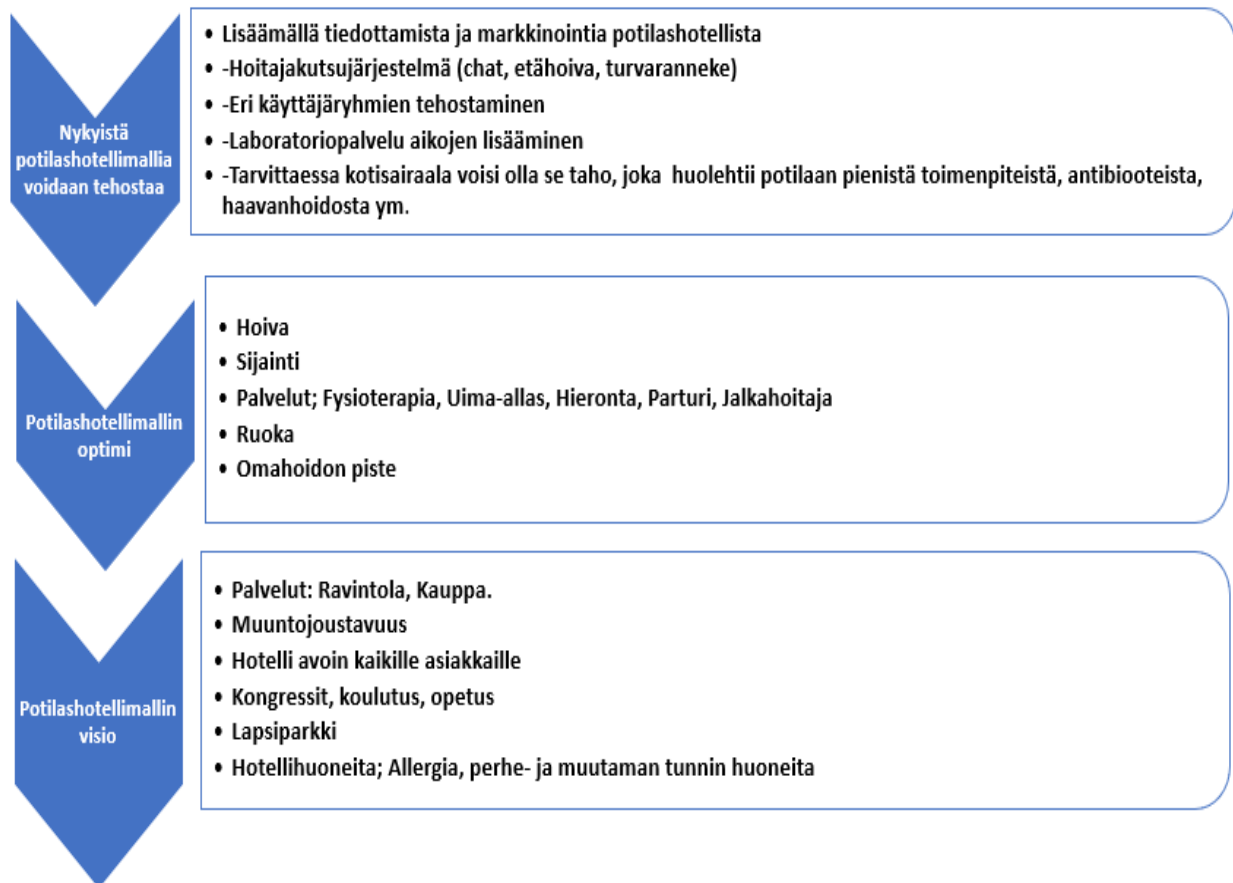 Nykyistä
potilashotellimallia
voidaan tehostaa
• Lisäämällä tiedottamista ja markkinointia potilashotellista
• -Hoitajakutsujärjestelmä (chat, etähoiva, turvaranneke)
• -Eri käyttäjäryhmien tehostaminen
• -Laboratoriopalvelu aikojen lisääminen
• -Tarvittaessa kotisairaala voisi olla se taho, joka huolehtii potilaan pienistä toimenpiteistä, antibiooteista,
haavanhoidosta ym.
Potilashotellimallin
optimi
• Hoiva
• Sijainti
• Palvelut; Fysioterapia, Uima-allas, Hieronta, Parturi, Jalkahoitaja
• Ruoka
• Omahoidon piste
Potilashotellimallin
visio
• Palvelut: Ravintola, Kauppa.
• Muuntojoustavuus
• Hotelli avoin kaikille asiakkaille
• Kongressit, koulutus, opetus
• Lapsiparkki
• Hotellihuoneita; Allergia, perhe- ja muutaman tunnin huoneita